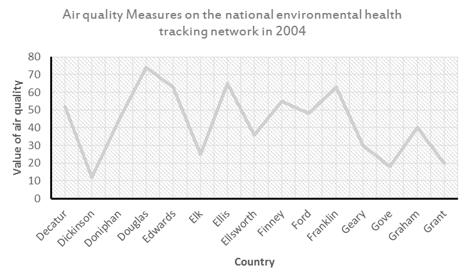 Air quality Measures on the national environmental health
tracking network in 2004
Value of air quality
80
70
60
50
40
30
20
10
0
Decatur
Dickinson
Doniphan
Douglas
Edwards
Elk
Ellis
Ellsworth
Finney
Ford
Franklin
Geary
Gove
Graham
Grant
Country